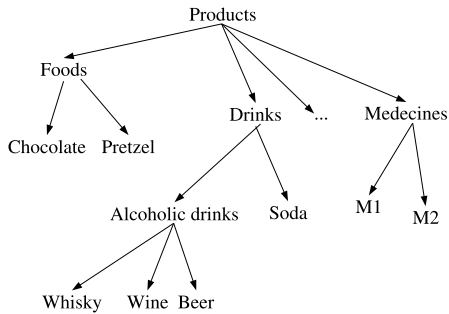 Products
Foods
Drinks
...
Medecines
Chocolate Pretzel
Alcoholic drinks
Soda
M1
M2
Whisky Wine Beer